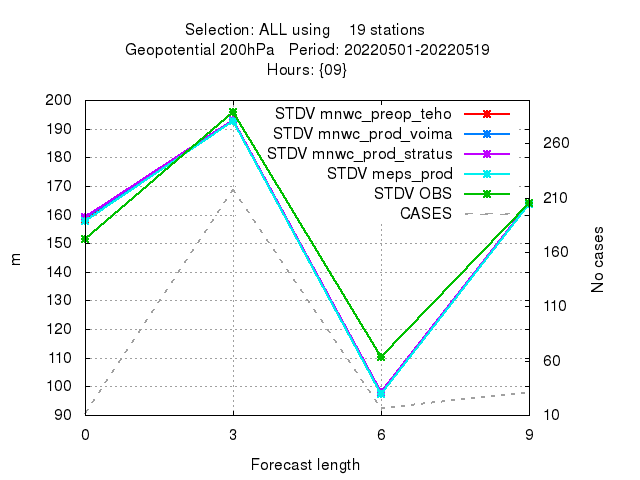 Selection: ALL using 19 stations
Geopotential 200hPa Period: 20220501-20220519
Hours: {09}
STDV mnwc_preop_teho
STDV mnwc_prod_voima
STDV mnwc_prod_stratus
STDV meps_prod
STDV OBS
CASES
200
190
180
170
160
150
140
130
120
110
100
90
m
260
210
160
110
60
10
No cases
0 3 6 9
Forecast length